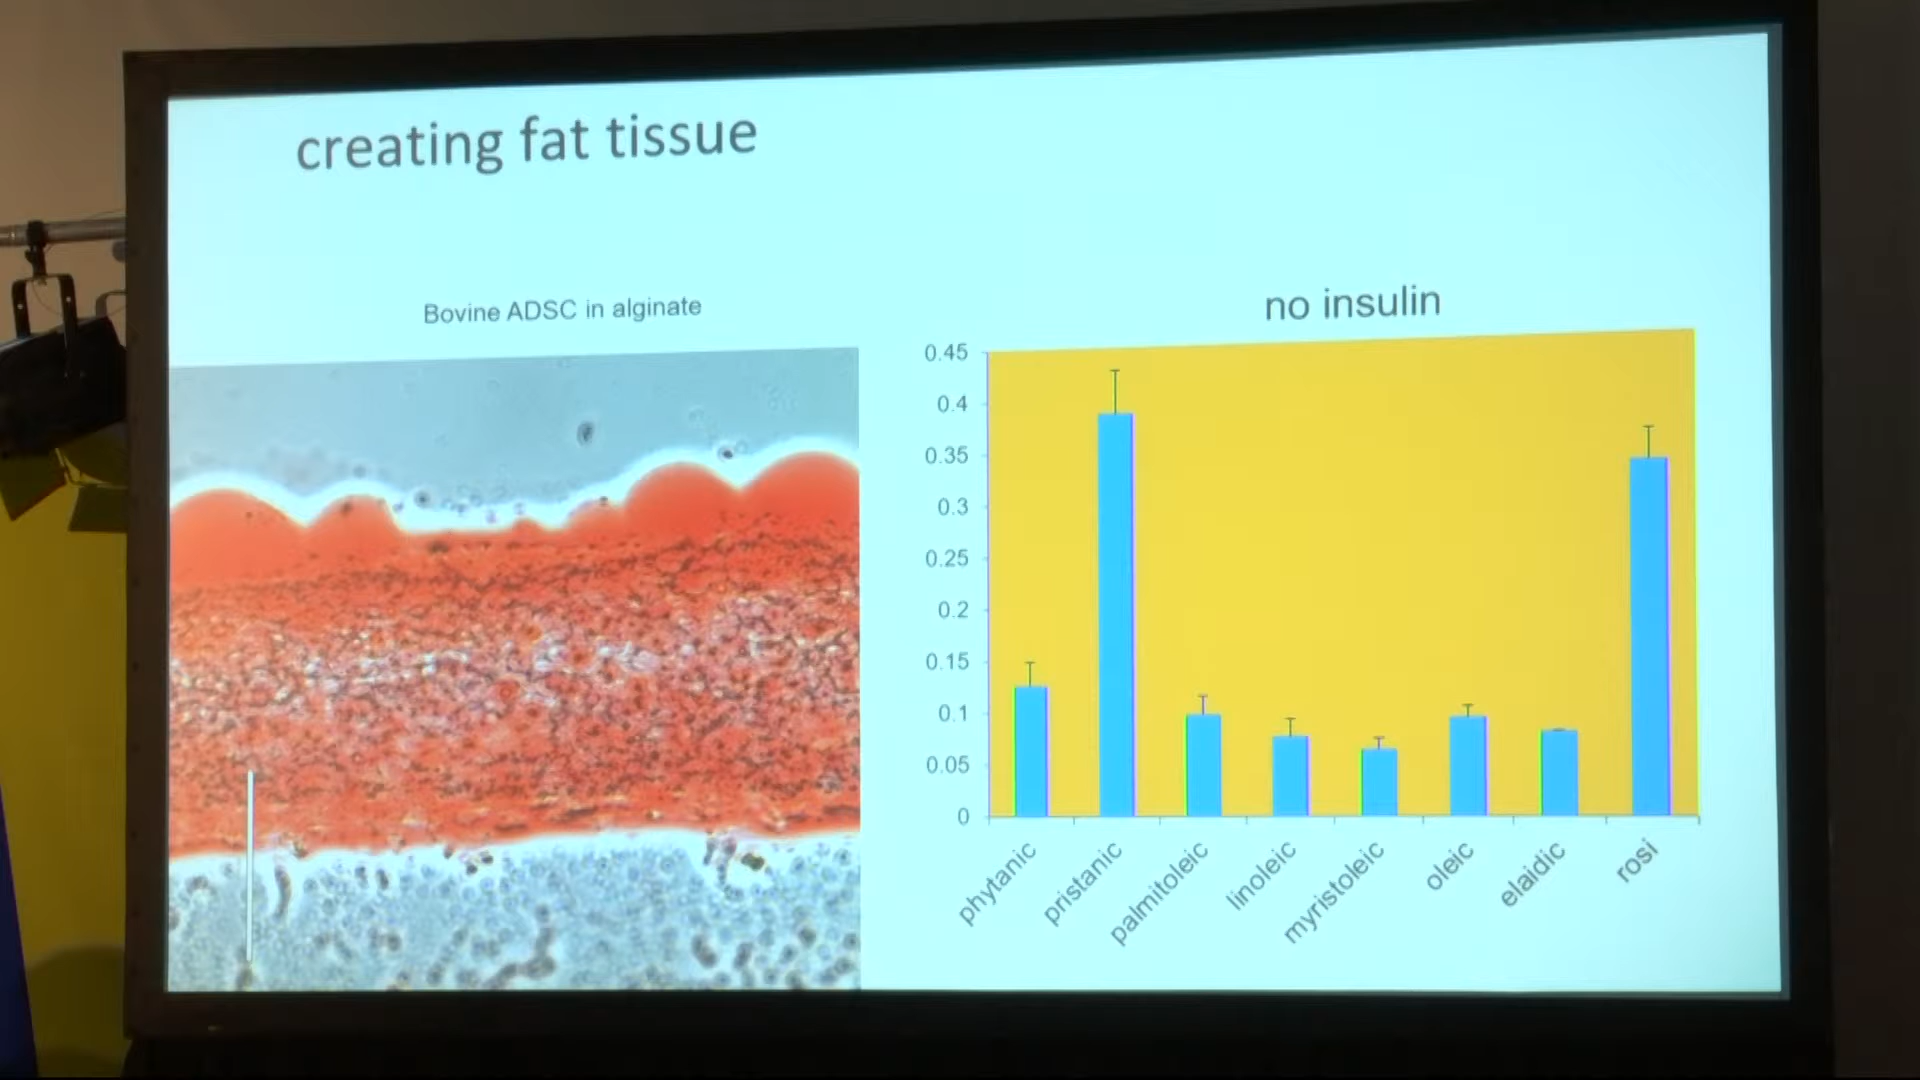 creating fat tissue
Bovine ADSC in alginate
no insulin
0.45
0.4
0.35
0.3
0.25
0.2
0.15
0.1
0.05
0
phytanic
pristanic
palmitoleic
linoleic
myristoleic
oleic
elaidic
rosi